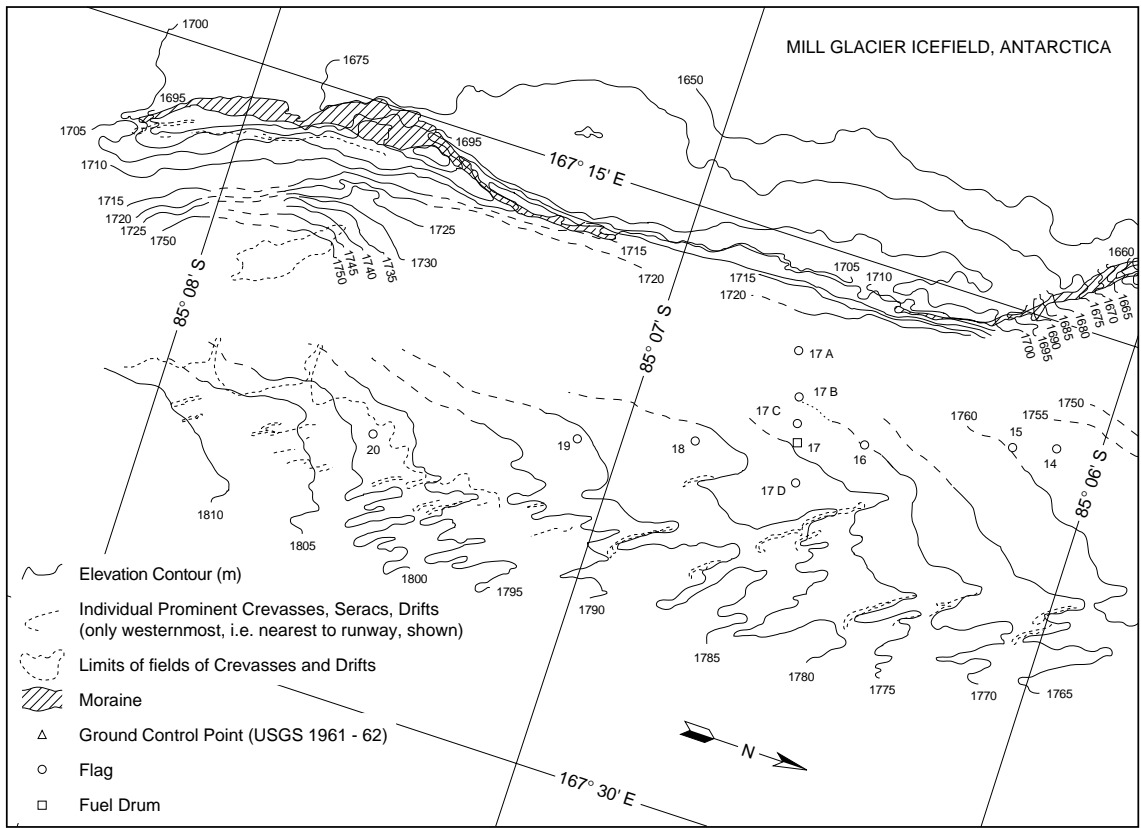 MILL GLACIER ICEFIELD, ANTARCTICA
1700
1675
1650
1695
1705
1695
1710
167° 15' E
1715
1720
1725
1750
1725
1730
1735
1740
1745
1750
1715
1720
1715
1720
1705
1710
1660
1665
1670
1675
1680
1685
1690
1695
1700
85° 08' S
85° 07' S
85° 06' S
17 A
17 B
17 C
17
17 D
16
15
14
18
19
20
1760
1755
1750
1810
1805
1800
1795
1790
1785
1780
1775
1770
1765
Elevation Contour (m)
Individual Prominent Crevasses, Seracs, Drifts
(only westernmost, i.e. nearest to runway, shown)
Limits of fields of Crevasses and Drifts
Moraine
Ground Control Point (USGS 1961 - 62)
Flag
Fuel Drum
N
167° 30' E